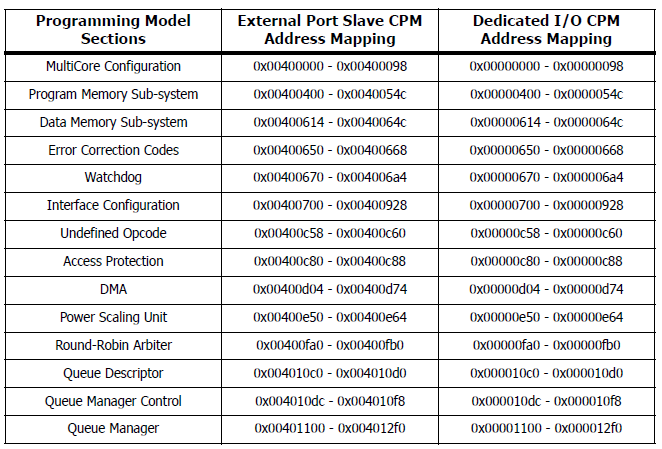 Programming Model Sections External Port Slave CPM Address Mapping Dedicated I/O CPM Address Mapping
MultiCore Configuration 0x00400000 - 0x00400098 0x00000000 - 0x00000098
Program Memory Sub-system 0x00400400 - 0x0040054c 0x00000400 - 0x0000054c
Data Memory Sub-system 0x00400614 - 0x0040064c 0x00000614 - 0x0000064c
Error Correction Codes 0x00400650 - 0x00400668 0x00000650 - 0x00000668
Watchdog 0x00400670 - 0x004006a4 0x00000670 - 0x000006a4
Interface Configuration 0x00400700 - 0x00400928 0x00000700 - 0x00000928
Undefined Opcode 0x00400c58 - 0x00400c60 0x00000c58 - 0x00000c60
Access Protection 0x00400c80 - 0x00400c88 0x00000c80 - 0x00000c88
DMA 0x00400d04 - 0x00400d74 0x00000d04 - 0x00000d74
Power Scaling Unit 0x00400e50 - 0x00400e64 0x00000e50 - 0x00000e64
Round-Robin Arbiter 0x00400fa0 - 0x00400fb0 0x00000fa0 - 0x00000fb0
Queue Descriptor 0x004010c0 - 0x004010d0 0x000010c0 - 0x000010d0
Queue Manager Control 0x004010dc - 0x004010f8 0x000010dc - 0x000010f8
Queue Manager 0x00401100 - 0x004012f0 0x00001100 - 0x000012f0